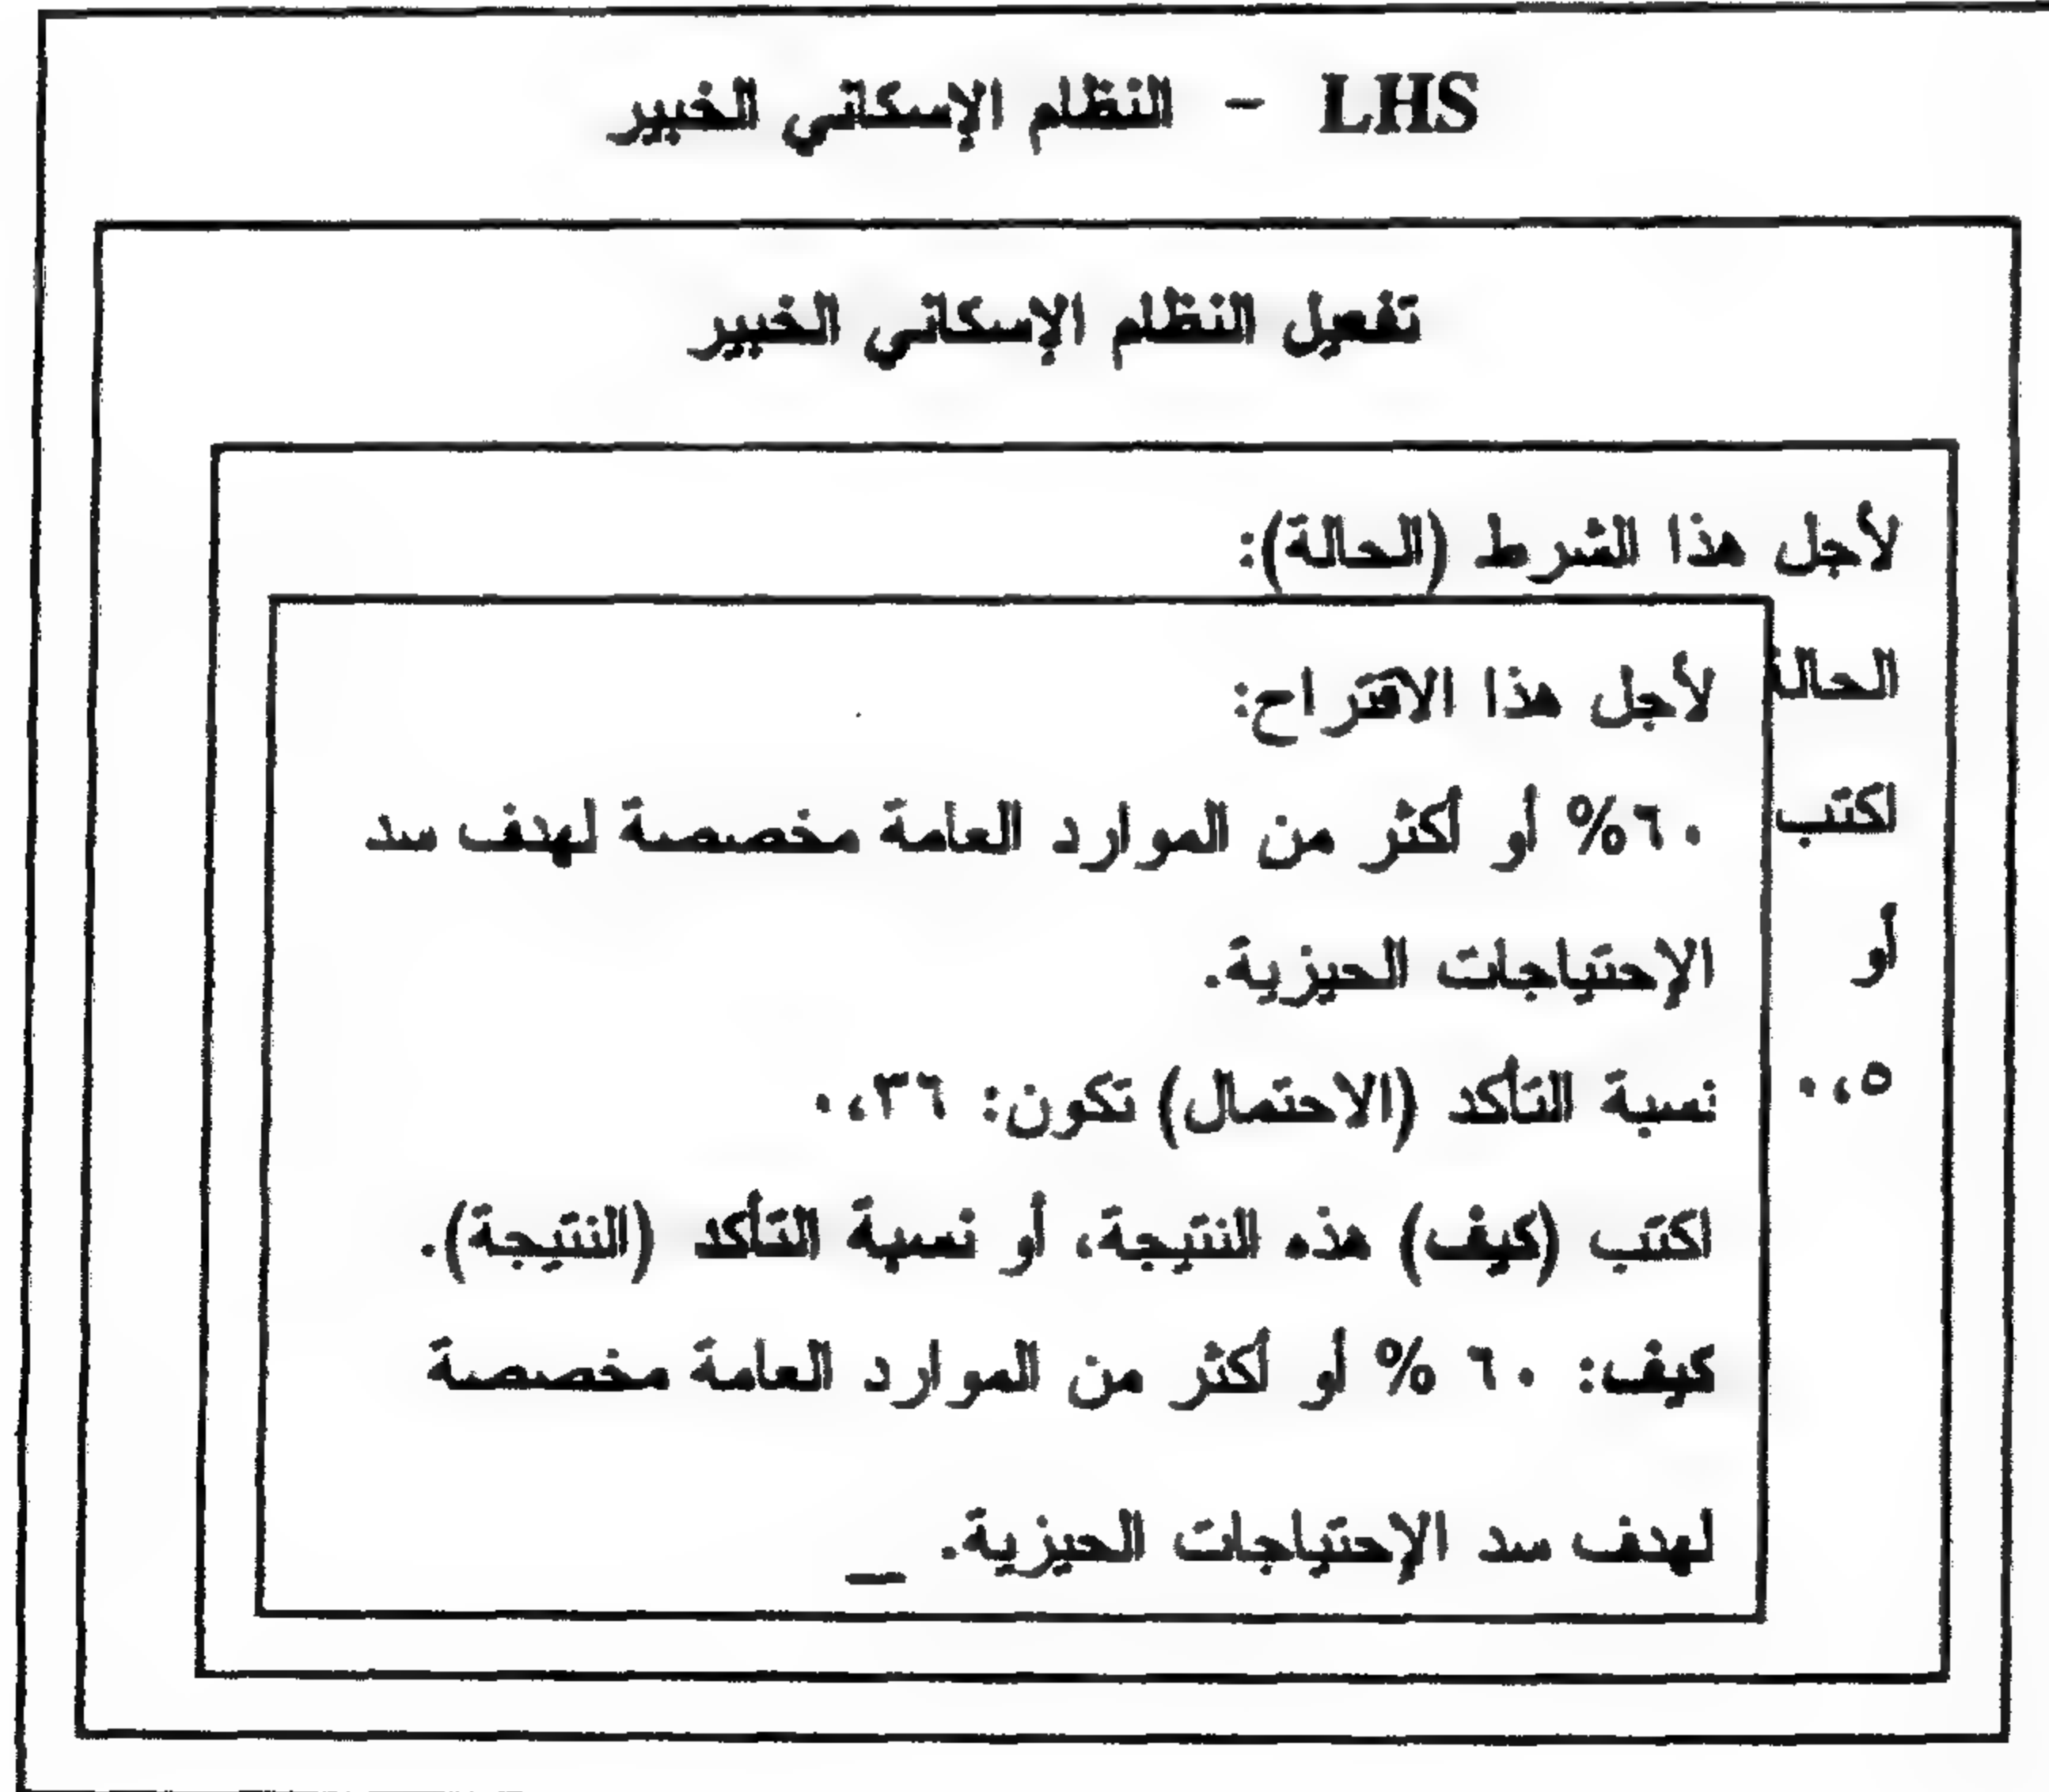 LHS - النظام الإسكاني الخبير
تفعيل النظام الإسكاني الخبير
لأجل هذا الشرط (الحالة):
الحالة
اكتب
أو
٠,٥
لأجل هذا الاقتراح:
٦٠% أو أكثر من الموارد العامة مخصصة لهدف سد
الإحتياجات الحيزية.
نسبة التأكد (الاحتمال) تكون: ٠,٣٦
اكتب (كيف) هذه النتيجة، أو نسبة التأكد (النتيجة).
كيف: ٦٠ % أو أكثر من الموارد العامة مخصصة
لهدف سد الإحتياجات الحيزية. _